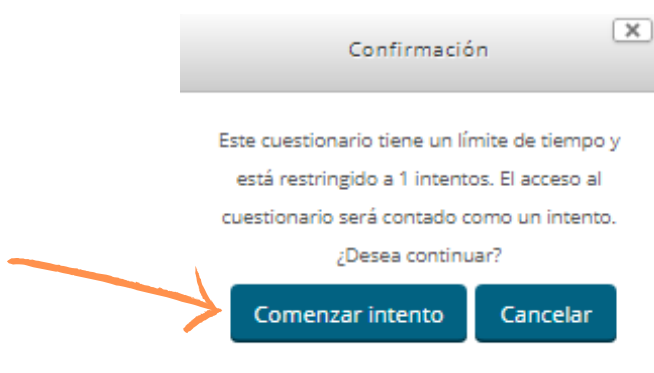 Confirmación
Este cuestionario tiene un límite de tiempo y
está restringido a 1 intentos. El acceso al
cuestionario será contado como un intento.
¿Desea continuar?
Comenzar intento Cancelar